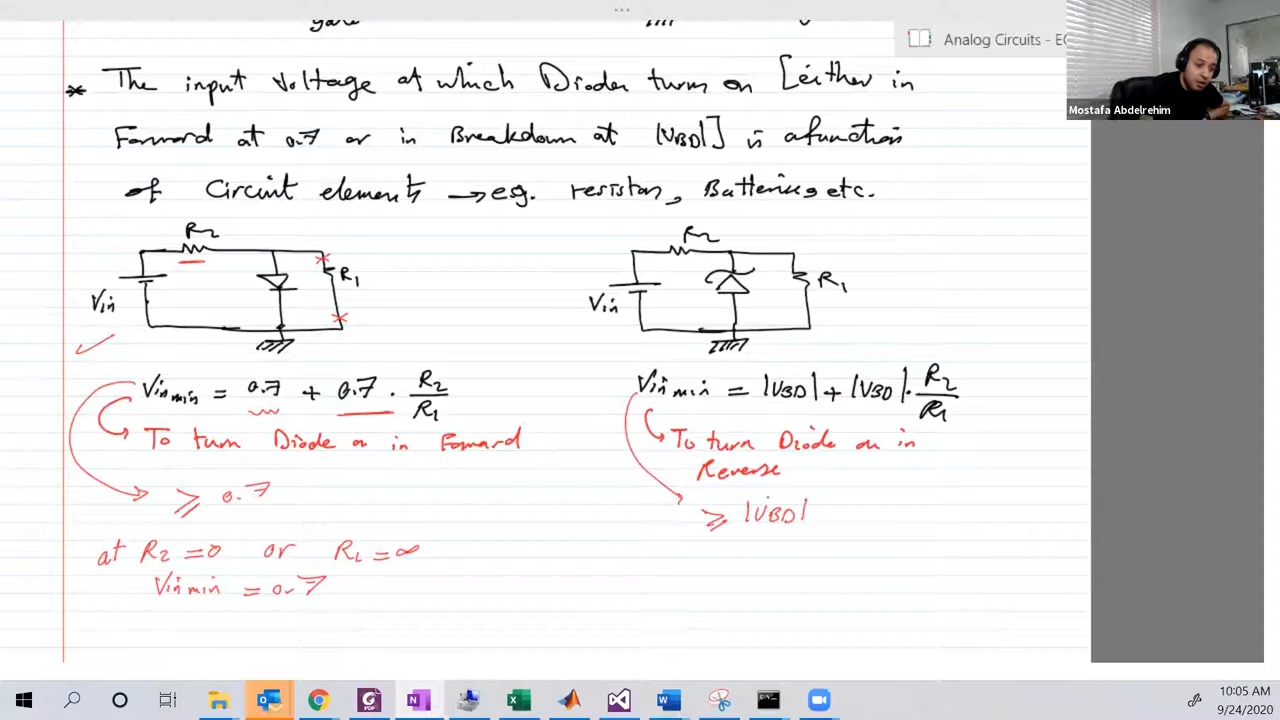 gate
Analog Circuits - EC
Mostafa Abdelrehim
* The input voltage at which Diodes turn on [either in
Forward at 0.7 or in Breakdown at |VBD|] is a function
of Circuit elements → eg. resistors, Batteries, etc.
R2
R1
Vin
R2
R1
Vin
Vin min = 0.7 + 0.7 . R2/R1
To turn Diode on in Forward
≥ 0.7
at R2 = 0 or R1 = ∞
Vin min = 0.7
Vin min = |VBD| + |VBD| . R2/R1
To turn Diode on in
Reverse
≥ |VBD|
10:05 AM
9/24/2020